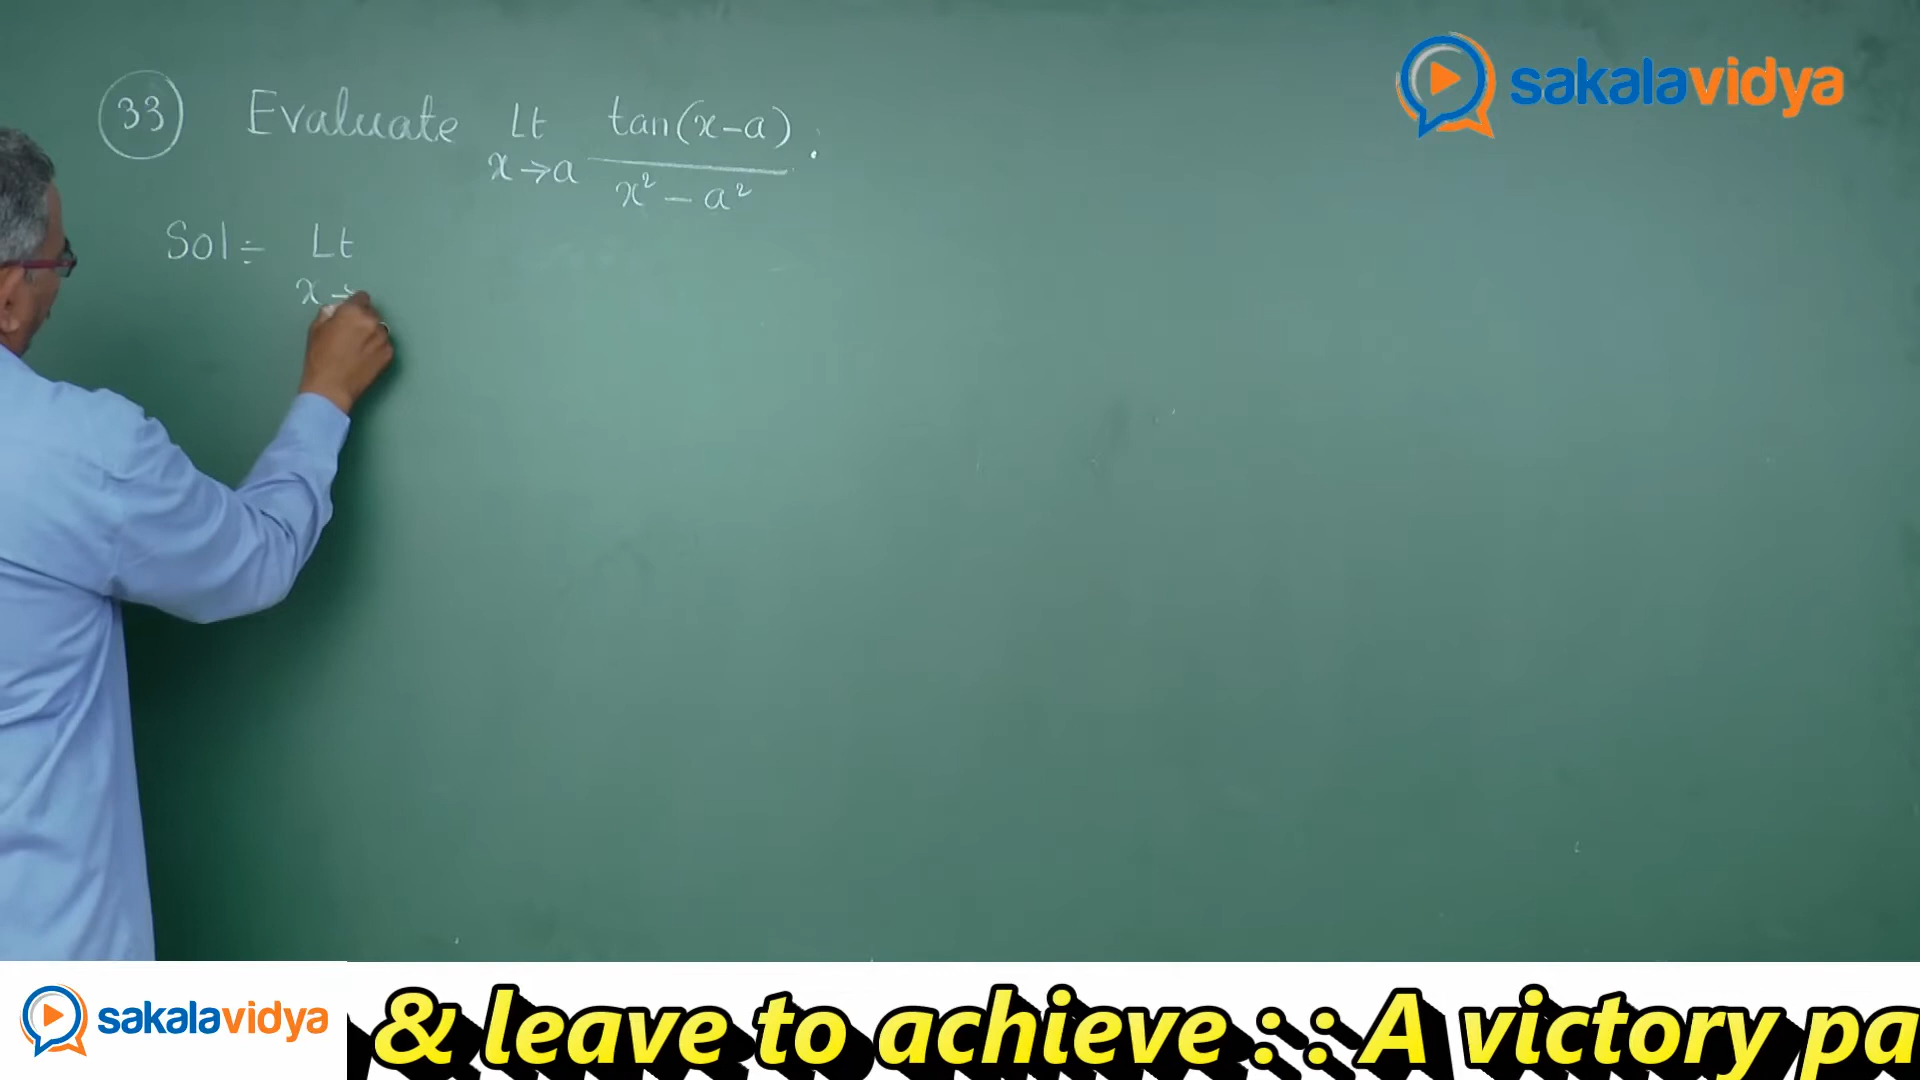 sakalavidya
33 Evaluate Lt tan(x-a) .
x→a x² - a²
Sol÷ Lt
x→
sakalavidya & leave to achieve : : A victory pa